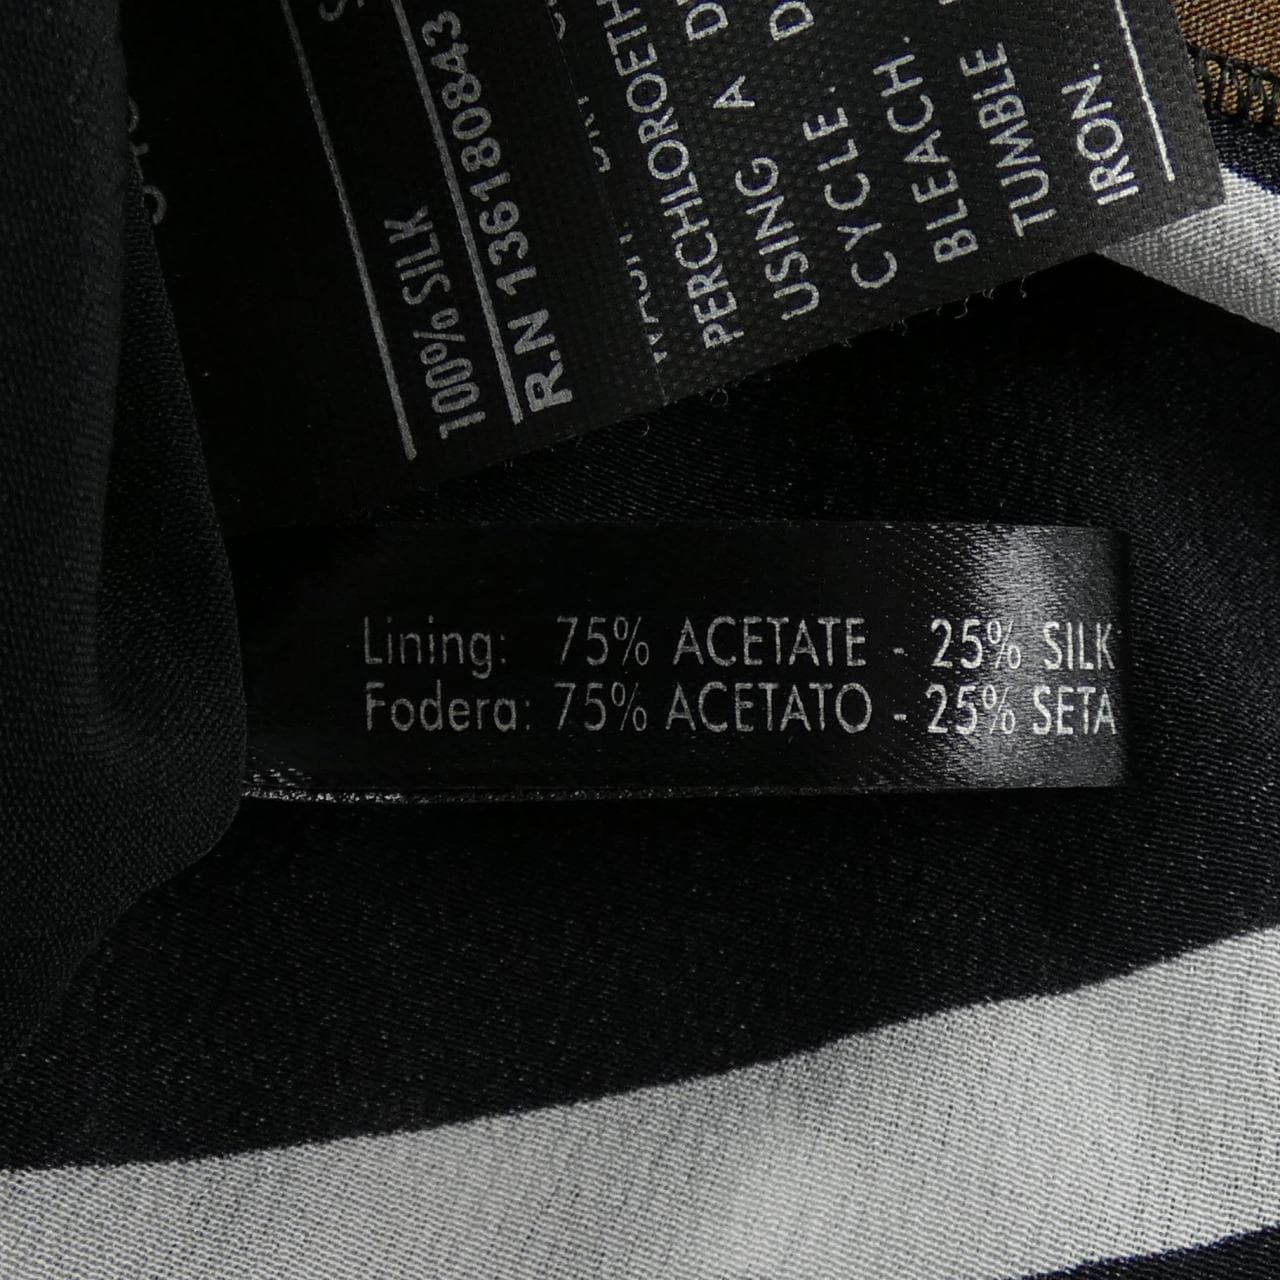 100% SILK
R.N 136180843
PERCHLOROETH
USING A D
CYCLE. D
BLEACH.
TUMBLE
IRON.
Lining: 75% ACETATE - 25% SILK
Fodera: 75% ACETATO - 25% SETA